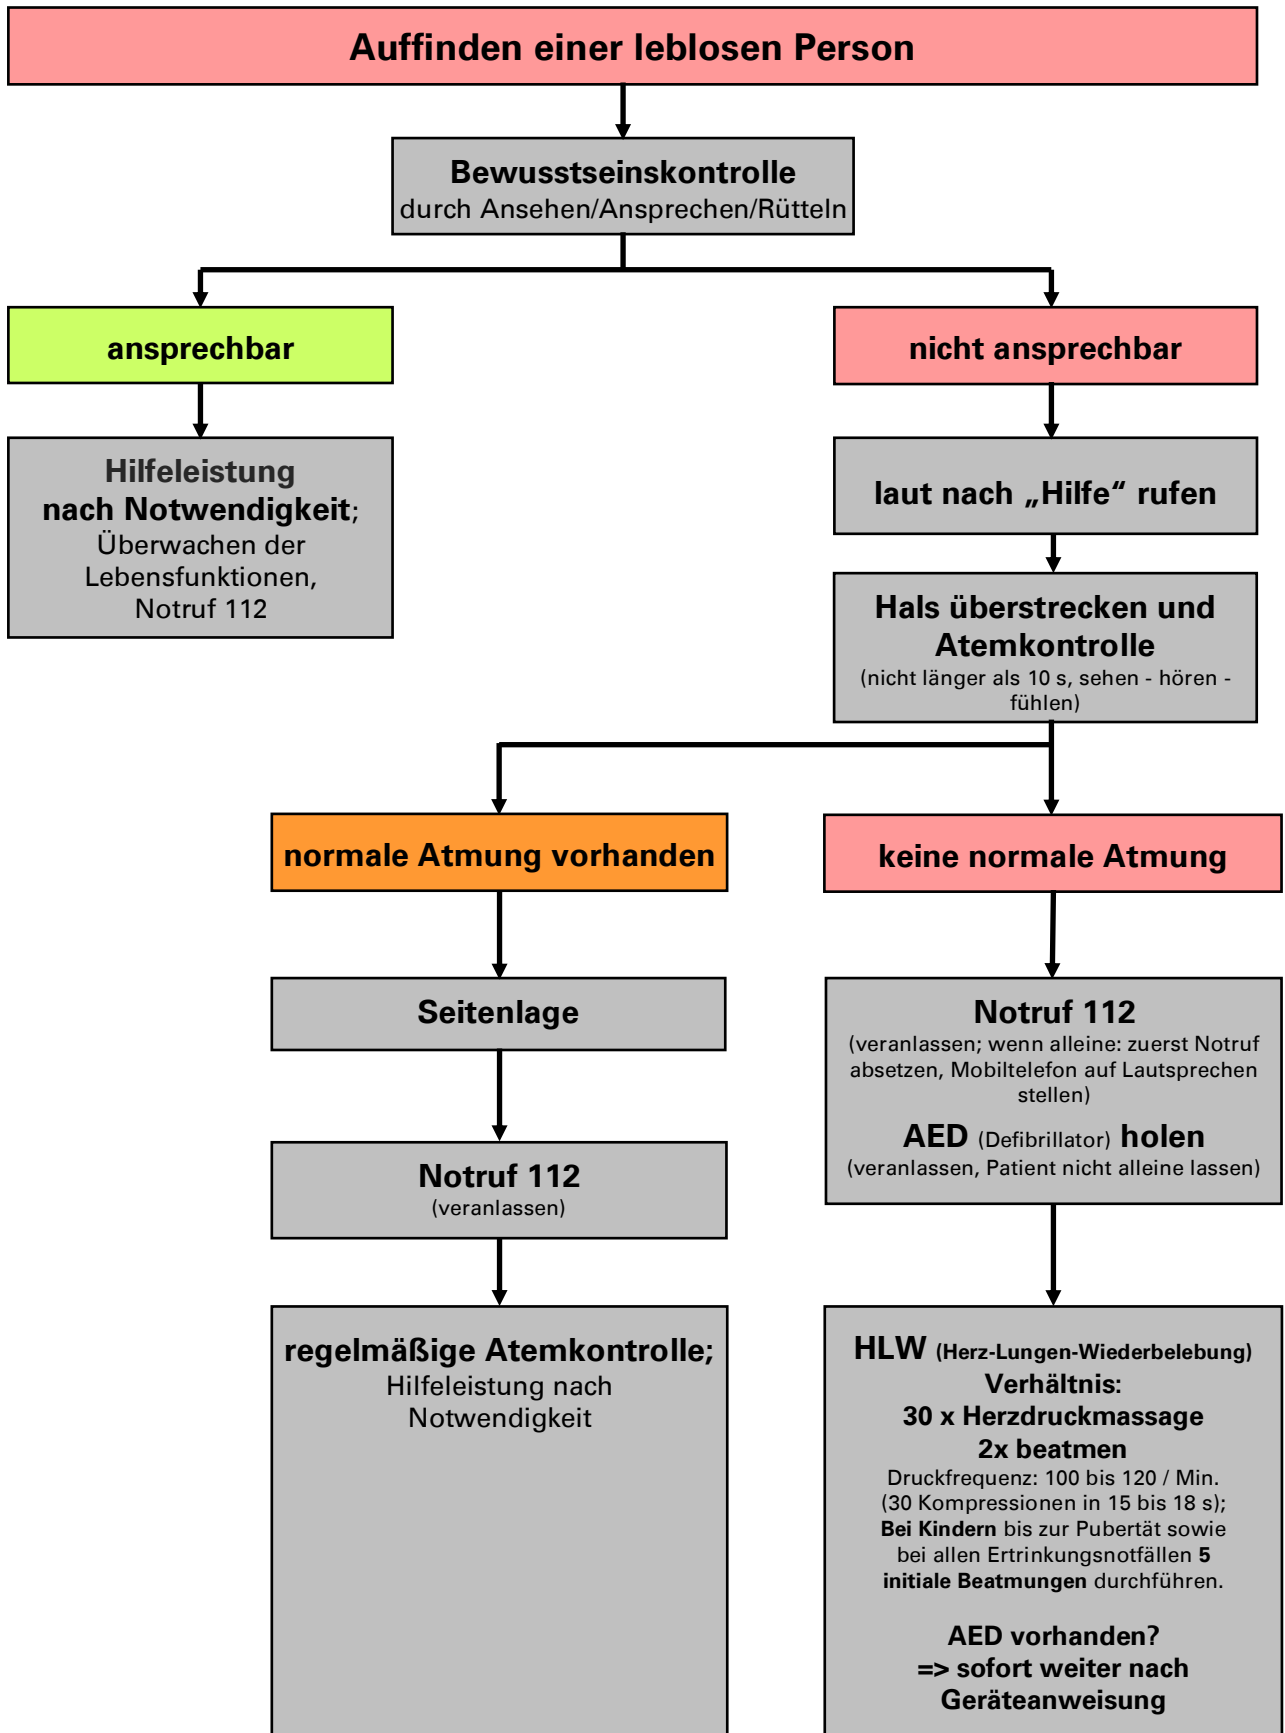 Auffinden einer leblosen Person
Bewusstseinskontrolle
durch Ansehen/Ansprechen/Rütteln
ansprechbar
nicht ansprechbar
Hilfeleistung
nach Notwendigkeit;
Überwachen der
Lebensfunktionen,
Notruf 112
laut nach „Hilfe“ rufen
Hals überstrecken und
Atemkontrolle
(nicht länger als 10 s, sehen - hören -
fühlen)
normale Atmung vorhanden
keine normale Atmung
Seitenlage
Notruf 112
(veranlassen)
regelmäßige Atemkontrolle;
Hilfeleistung nach
Notwendigkeit
Notruf 112
(veranlassen; wenn alleine: zuerst Notruf
absetzen, Mobiltelefon auf Lautsprechen
stellen)
AED (Defibrillator) holen
(veranlassen, Patient nicht alleine lassen)
HLW (Herz-Lungen-Wiederbelebung)
Verhältnis:
30 x Herzdruckmassage
2x beatmen
Druckfrequenz: 100 bis 120 / Min.
(30 Kompressionen in 15 bis 18 s);
Bei Kindern bis zur Pubertät sowie
bei allen Ertrinkungsnotfällen 5
initiale Beatmungen durchführen.
AED vorhanden?
=> sofort weiter nach
Geräteanweisung